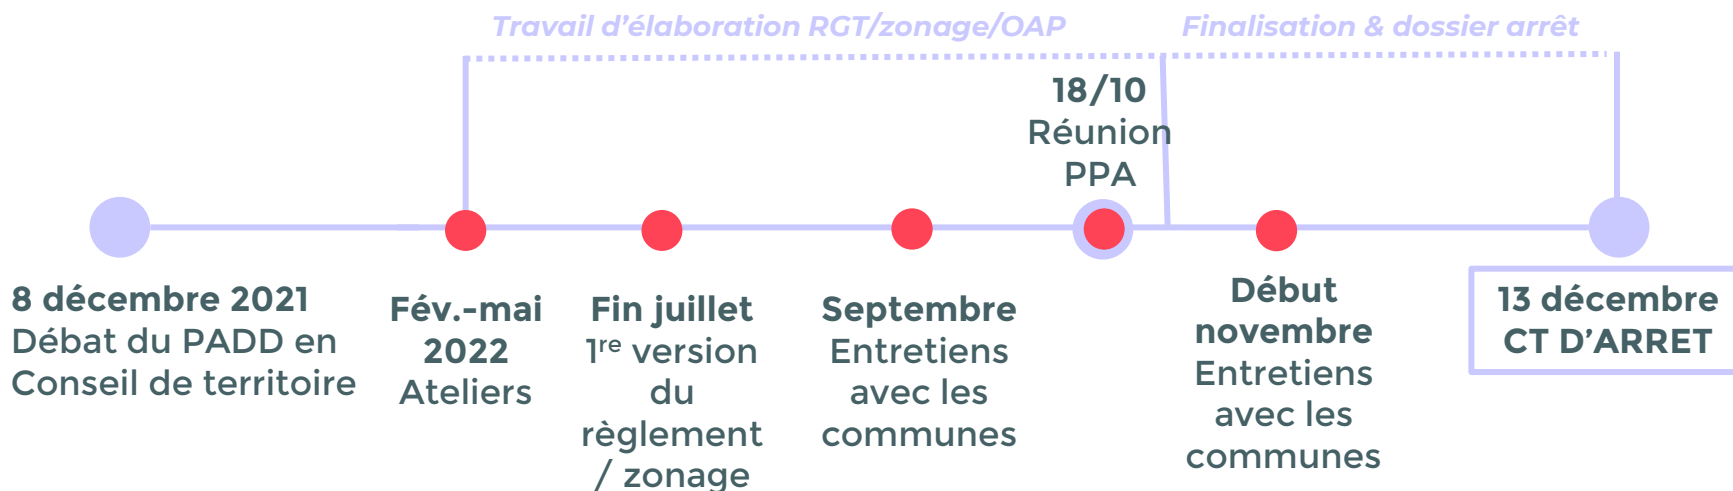 Travail d’élaboration RGT/zonage/OAP
Finalisation & dossier arrêt
18/10
Réunion
PPA
8 décembre 2021
Débat du PADD en
Conseil de territoire
Fév.-mai
2022
Ateliers
Fin juillet
1re version
du
règlement
/ zonage
Septembre
Entretiens
avec les
communes
Début
novembre
Entretiens
avec les
communes
13 décembre
CT D’ARRET